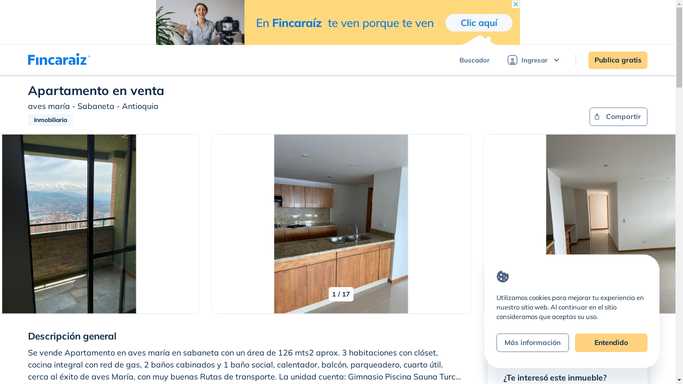 En Fincaraíz te ven porque te ven
Clic aquí
Fincaraíz
Buscador
Ingresar
Publica gratis
Apartamento en venta
aves maría - Sabaneta - Antioquia
Inmobiliaria
Compartir
1 / 17
Utilizamos cookies para mejorar tu experiencia en
nuestro sitio web. Al continuar en el sitio
consideramos que aceptas su uso.
Más información
Entendido
Descripción general
Se vende Apartamento en aves maría en sabaneta con un área de 126 mts2 aprox. 3 habitaciones con clóset,
cocina integral con red de gas, 2 baños cabinados y 1 baño social, calentador, balcón, parqueadero, cuarto útil,
cerca al éxito de aves María, con muy buenas Rutas de transporte. La unidad cuenta: Gimnasio Piscina Sauna Turc...
¿Te interesó este inmueble?